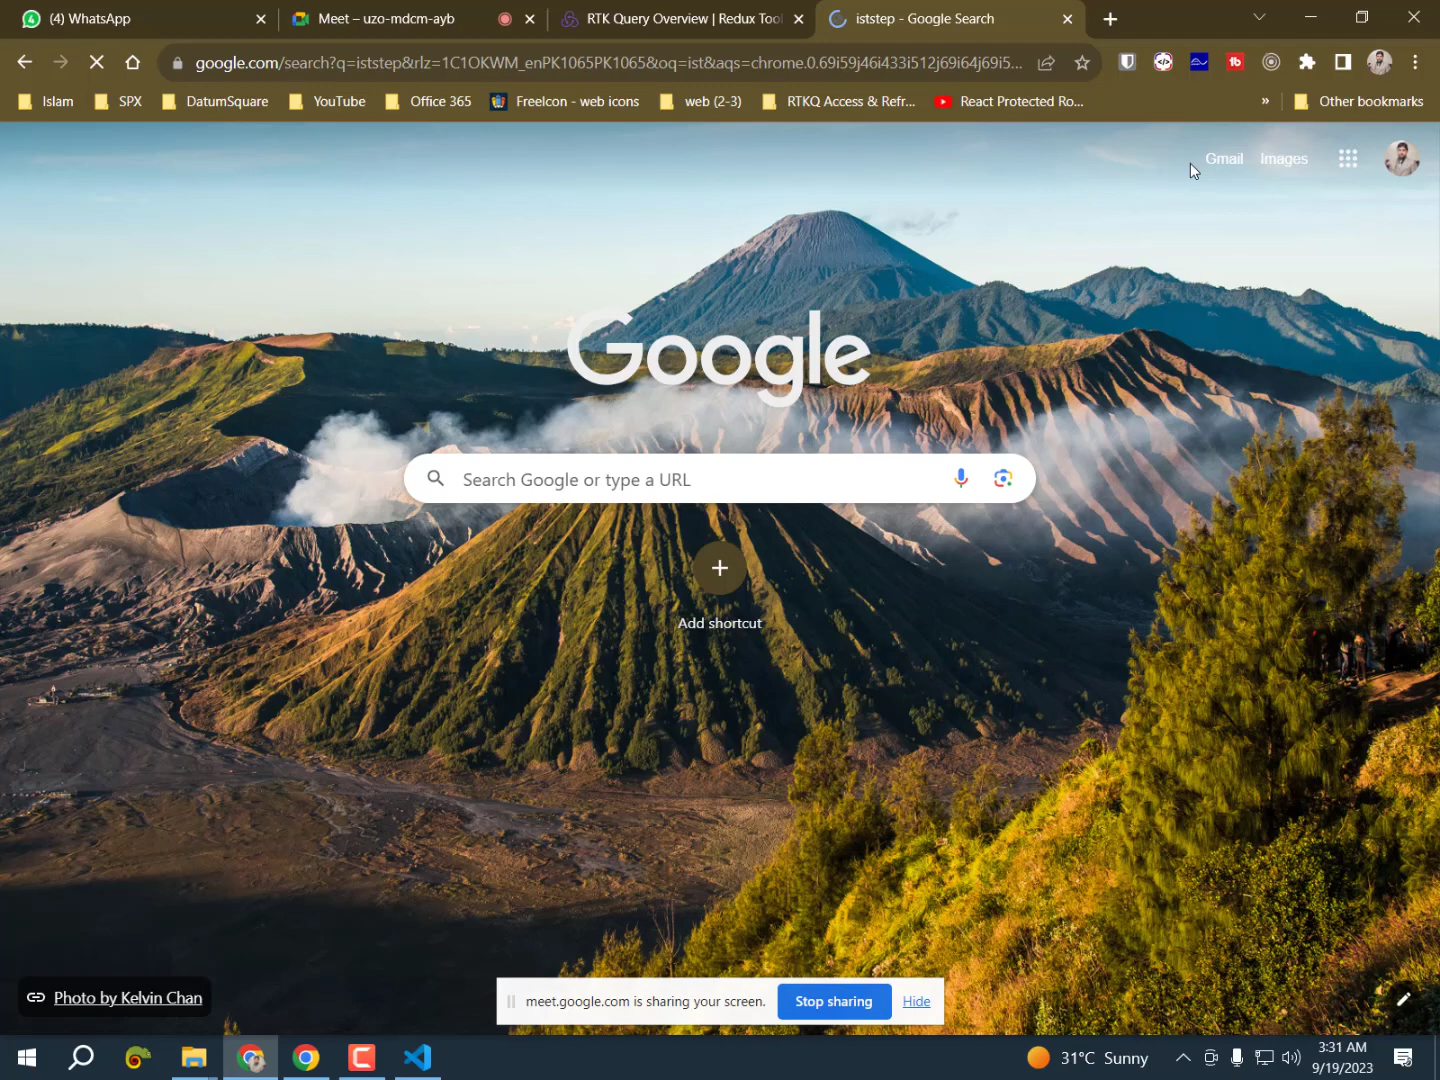 (4) WhatsApp
Meet – uzo-mdcm-ayb
RTK Query Overview | Redux Tool
iststep - Google Search
google.com/search?q=iststep&rlz=1C1OKWM_enPK1065PK1065&oq=ist&aqs=chrome.0.69i59j46i433i512j69i64j69i5...
Islam
SPX
DatumSquare
YouTube
Office 365
FreeIcon - web icons
web (2-3)
RTKQ Access & Refr...
React Protected Ro...
»
Other bookmarks
Gmail
Images
Google
Search Google or type a URL
Add shortcut
Photo by Kelvin Chan
meet.google.com is sharing your screen.
Stop sharing
Hide
31°C Sunny
3:31 AM
9/19/2023